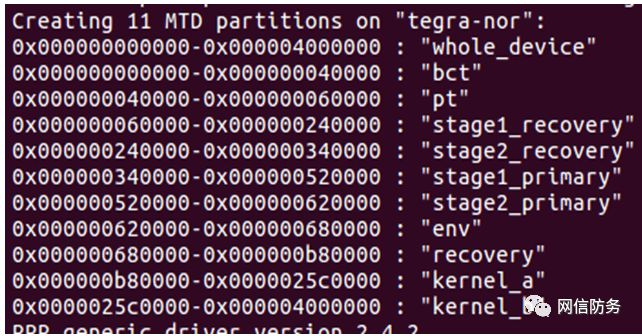 Creating 11 MTD partitions on "tegra-nor":
0x000000000000-0x000004000000 : "whole_device"
0x000000000000-0x000000040000 : "bct"
0x000000040000-0x000000060000 : "pt"
0x000000060000-0x000000240000 : "stage1_recovery"
0x000000240000-0x000000340000 : "stage2_recovery"
0x000000340000-0x000000520000 : "stage1_primary"
0x000000520000-0x000000620000 : "stage2_primary"
0x000000620000-0x000000680000 : "env"
0x000000680000-0x000000b80000 : "recovery"
0x000000b80000-0x0000025c0000 : "kernel_a"
0x0000025c0000-0x000004000000 : "kernel_b
网信防务
PPP generic driver version 2.4.2